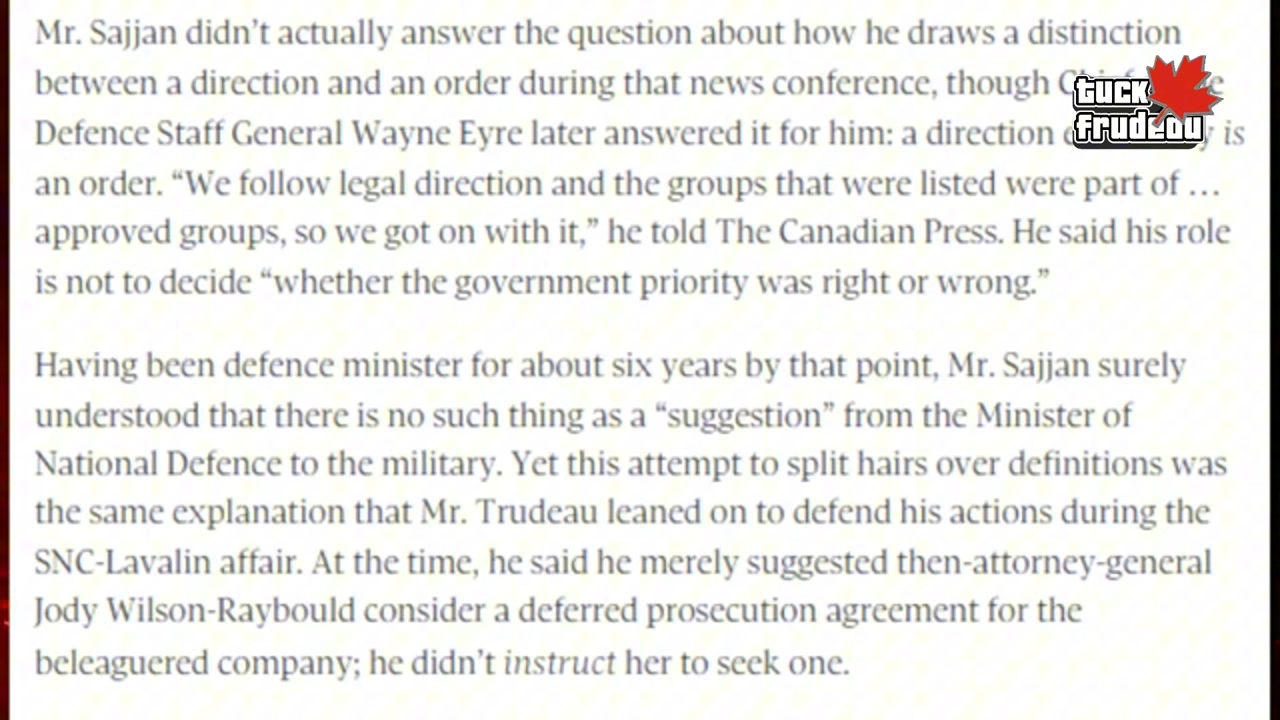 Mr. Sajjan didn’t actually answer the question about how he draws a distinction
between a direction and an order during that news conference, though
Defence Staff General Wayne Eyre later answered it for him: a direction is
an order. “We follow legal direction and the groups that were listed were part of …
approved groups, so we got on with it,” he told The Canadian Press. He said his role
is not to decide “whether the government priority was right or wrong.”
Having been defence minister for about six years by that point, Mr. Sajjan surely
understood that there is no such thing as a “suggestion” from the Minister of
National Defence to the military. Yet this attempt to split hairs over definitions was
the same explanation that Mr. Trudeau leaned on to defend his actions during the
SNC-Lavalin affair. At the time, he said he merely suggested then-attorney-general
Jody Wilson-Raybould consider a deferred prosecution agreement for the
beleaguered company; he didn’t instruct her to seek one.
tuck
frudeau